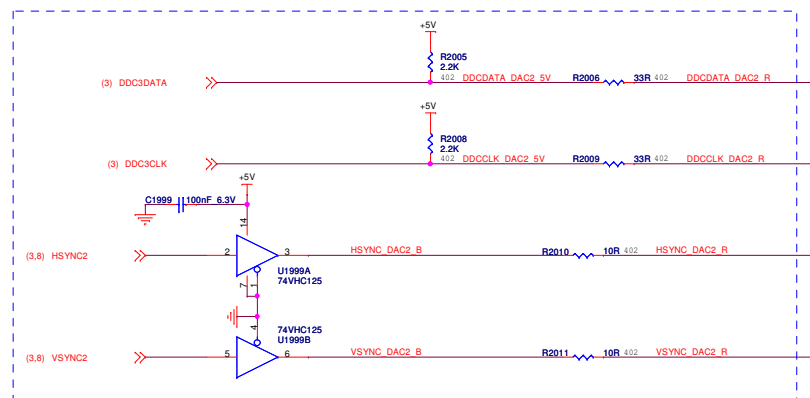 +5V
R2005
2.2K
(3) DDC3DATA
402 DDCDATA_DAC2_5V
R2006
33R 402
DDCDATA_DAC2_R
+5V
R2008
2.2K
(3) DDC3CLK
402 DDCCLK_DAC2_5V
R2009
33R 402
DDCCLK_DAC2_R
+5V
C1999
100nF_6.3V
14
(3,8) HSYNC2
2
3
HSYNC_DAC2_B
R2010
10R 402
HSYNC_DAC2_R
U1999A
74VHC125
7
1
4
74VHC125
U1999B
(3,8) VSYNC2
5
6
VSYNC_DAC2_B
R2011
10R 402
VSYNC_DAC2_R